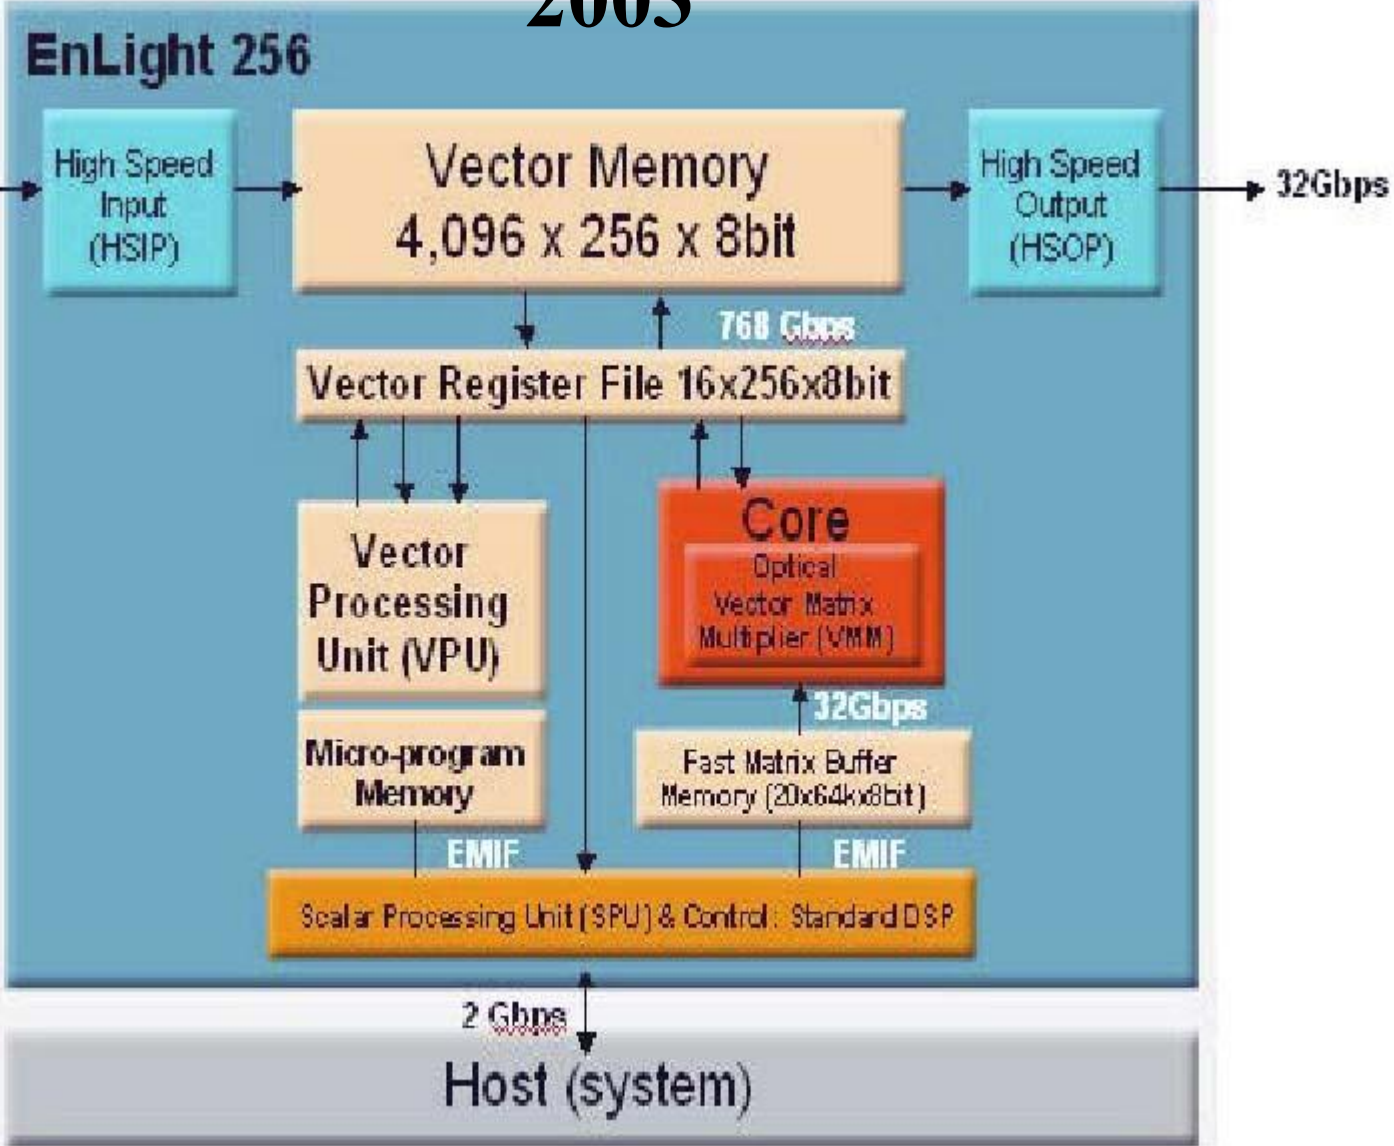 2003
EnLight 256
High Speed
Input
(HSIP)
Vector Memory
4,096 x 256 x 8bit
High Speed
Output
(HSOP)
32Gbps
768 Gbps
Vector Register File 16x256x8bit
Vector
Processing
Unit (VPU)
Core
Optical
Vector Matrix
Multiplier (VMM)
32Gbps
Micro-program
Memory
Fast Matrix Buffer
Memory (20x64kx8bit)
EMIF
EMIF
Scalar Processing Unit (SPU) & Control : Standard DSP
2 Gbps
Host (system)